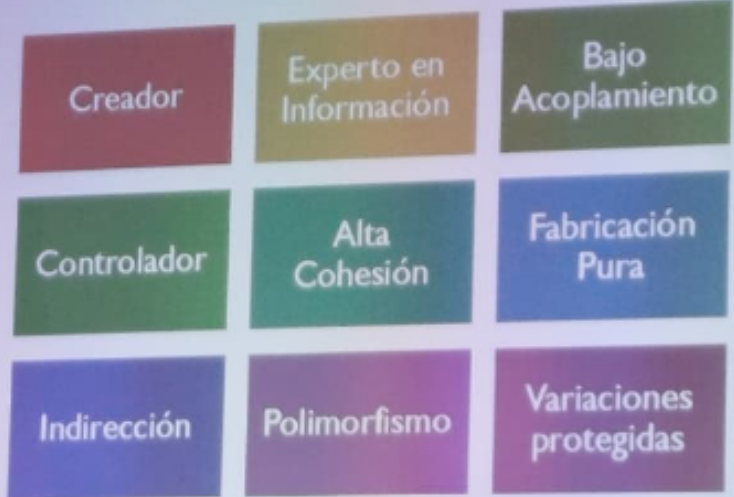 Creador
Experto en
Información
Bajo
Acoplamiento
Controlador
Alta
Cohesión
Fabricación
Pura
Indirección
Polimorfismo
Variaciones
protegidas